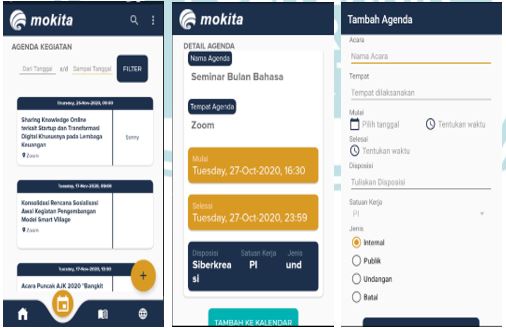 mokita
AGENDA KEGIATAN
Dari Tanggal s/d Sampai Tanggal FILTER
Thursday, 26-Nov-2020, 09:00
Sharing Knowledge Online
terkait Startup dan Transformasi
Digital Khususnya pada Lembaga
Keuangan
Zoom
Sonny
Tuesday, 17-Nov-2020, 09:00
Konsolidasi Rencana Sosialisasi
Awal Kegiatan Pengembangan
Model Smart Village
Zoom
Tuesday, 17-Nov-2020, 13:00
Acara Puncak AJK 2020 "Bangkit
+
mokita
DETAIL AGENDA
Nama Agenda
Seminar Bulan Bahasa
Tempat Agenda
Zoom
Mulai
Tuesday, 27-Oct-2020, 16:30
Selesai
Tuesday, 27-Oct-2020, 23:59
Disposisi Satuan Kerja Jenis
Siberkrea PI und
si
TAMBAH KE KALENDAR
Tambah Agenda
Acara
Nama Acara
Tempat
Tempat dilaksanakan
Mulai
Pilih tanggal Tentukan waktu
Selesai
Tentukan waktu
Disposisi
Tuliskan Disposisi
Satuan Kerja
PI
Jenis
Internal
Publik
Undangan
Batal